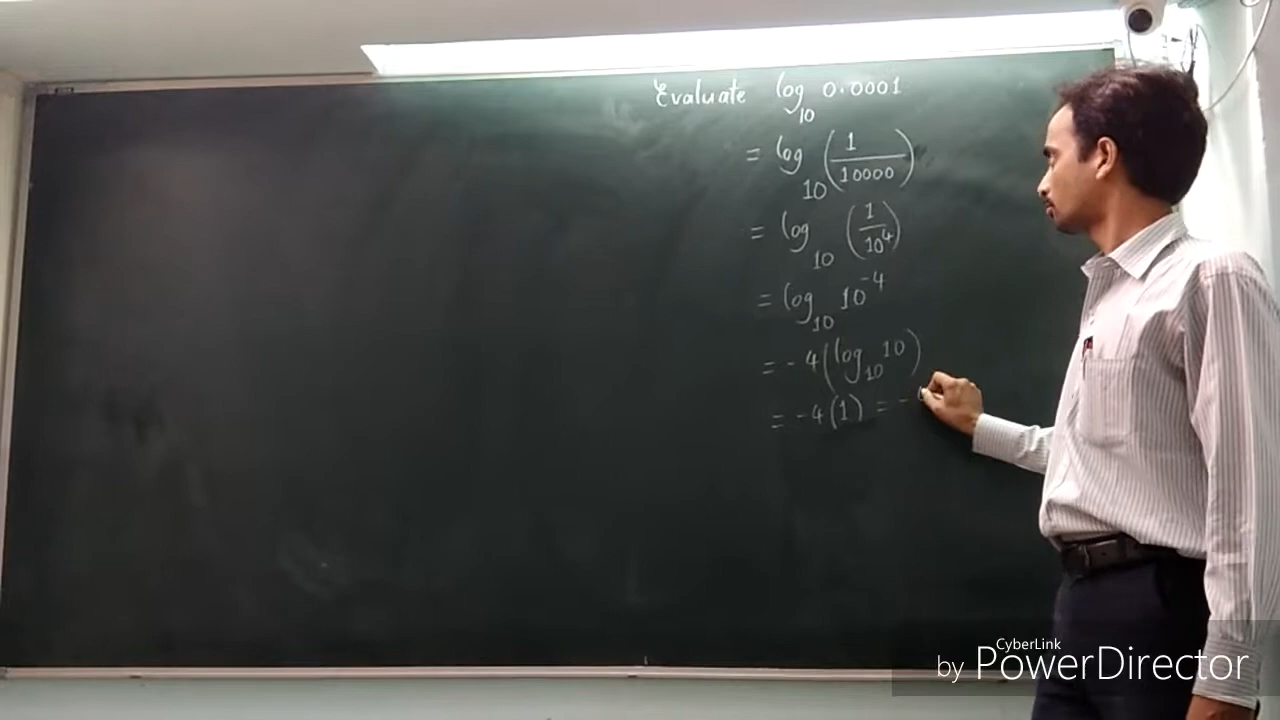 Evaluate log₁₀ 0.0001
= log₁₀ (1/10000)
= log₁₀ (1/10⁴)
= log₁₀ 10⁻⁴
= -4(log₁₀ 10)
= -4(1) = -
CyberLink
by PowerDirector